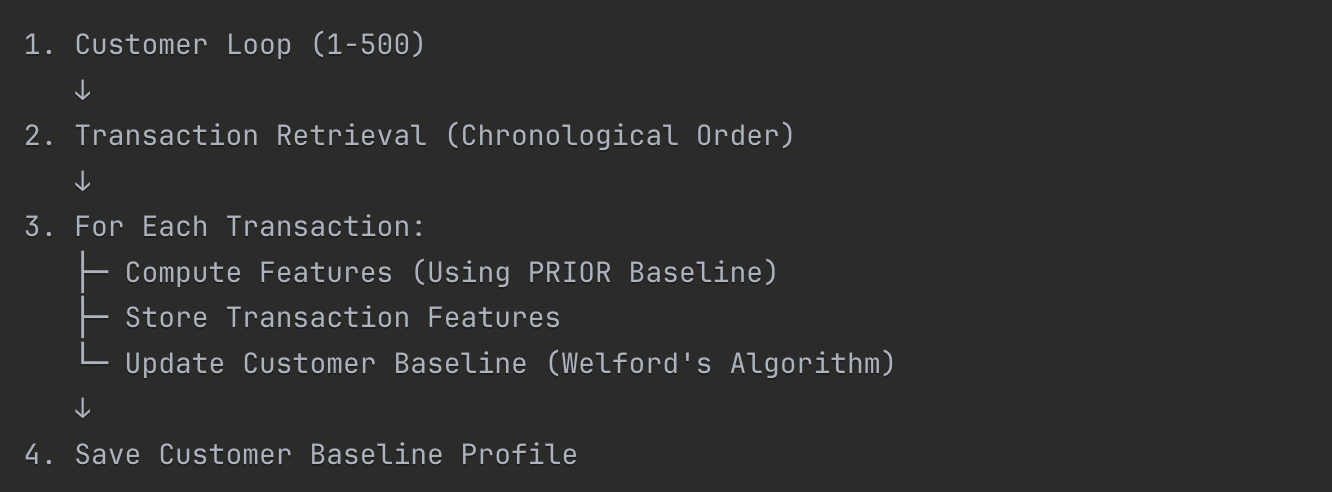 1. Customer Loop (1-500)
↓
2. Transaction Retrieval (Chronological Order)
↓
3. For Each Transaction:
├─ Compute Features (Using PRIOR Baseline)
├─ Store Transaction Features
└─ Update Customer Baseline (Welford's Algorithm)
↓
4. Save Customer Baseline Profile